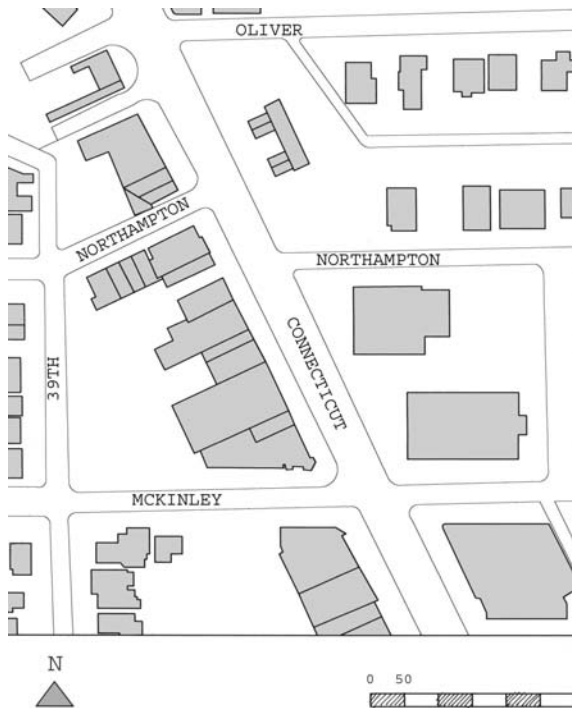 OLIVER
NORTHAMPTON
NORTHAMPTON
CONNECTICUT
39TH
MCKINLEY
N
0 50